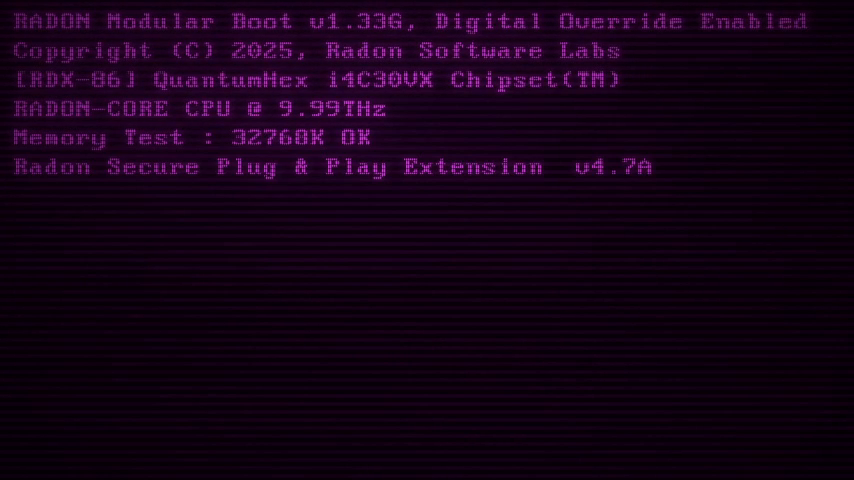 RADON Modular Boot v1.33G, Digital Override Enabled
Copyright (C) 2025, Radon Software Labs
[RDX-86] QuantumHex i4C30VX Chipset(TM)
RADON-CORE CPU @ 9.99THz
Memory Test : 32768K OK
Radon Secure Plug & Play Extension  v4.7A